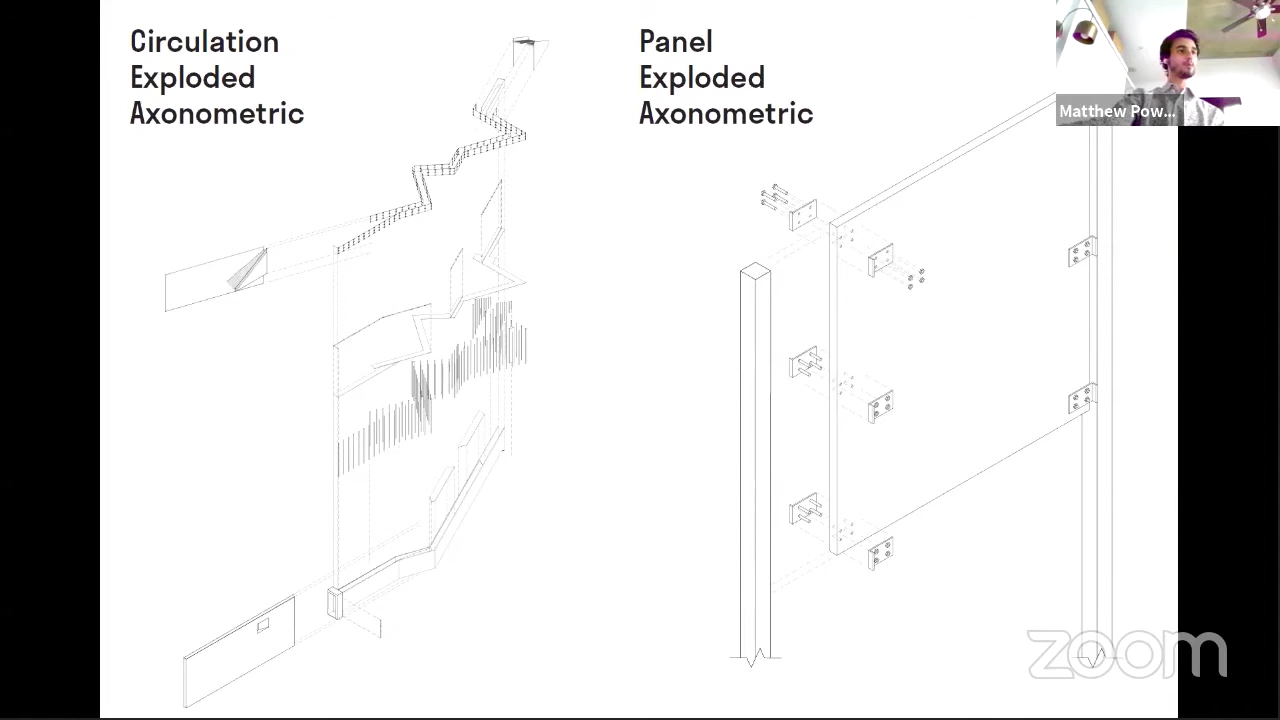 Circulation
Exploded
Axonometric
Panel
Exploded
Axonometric
Matthew Pow...
zoom